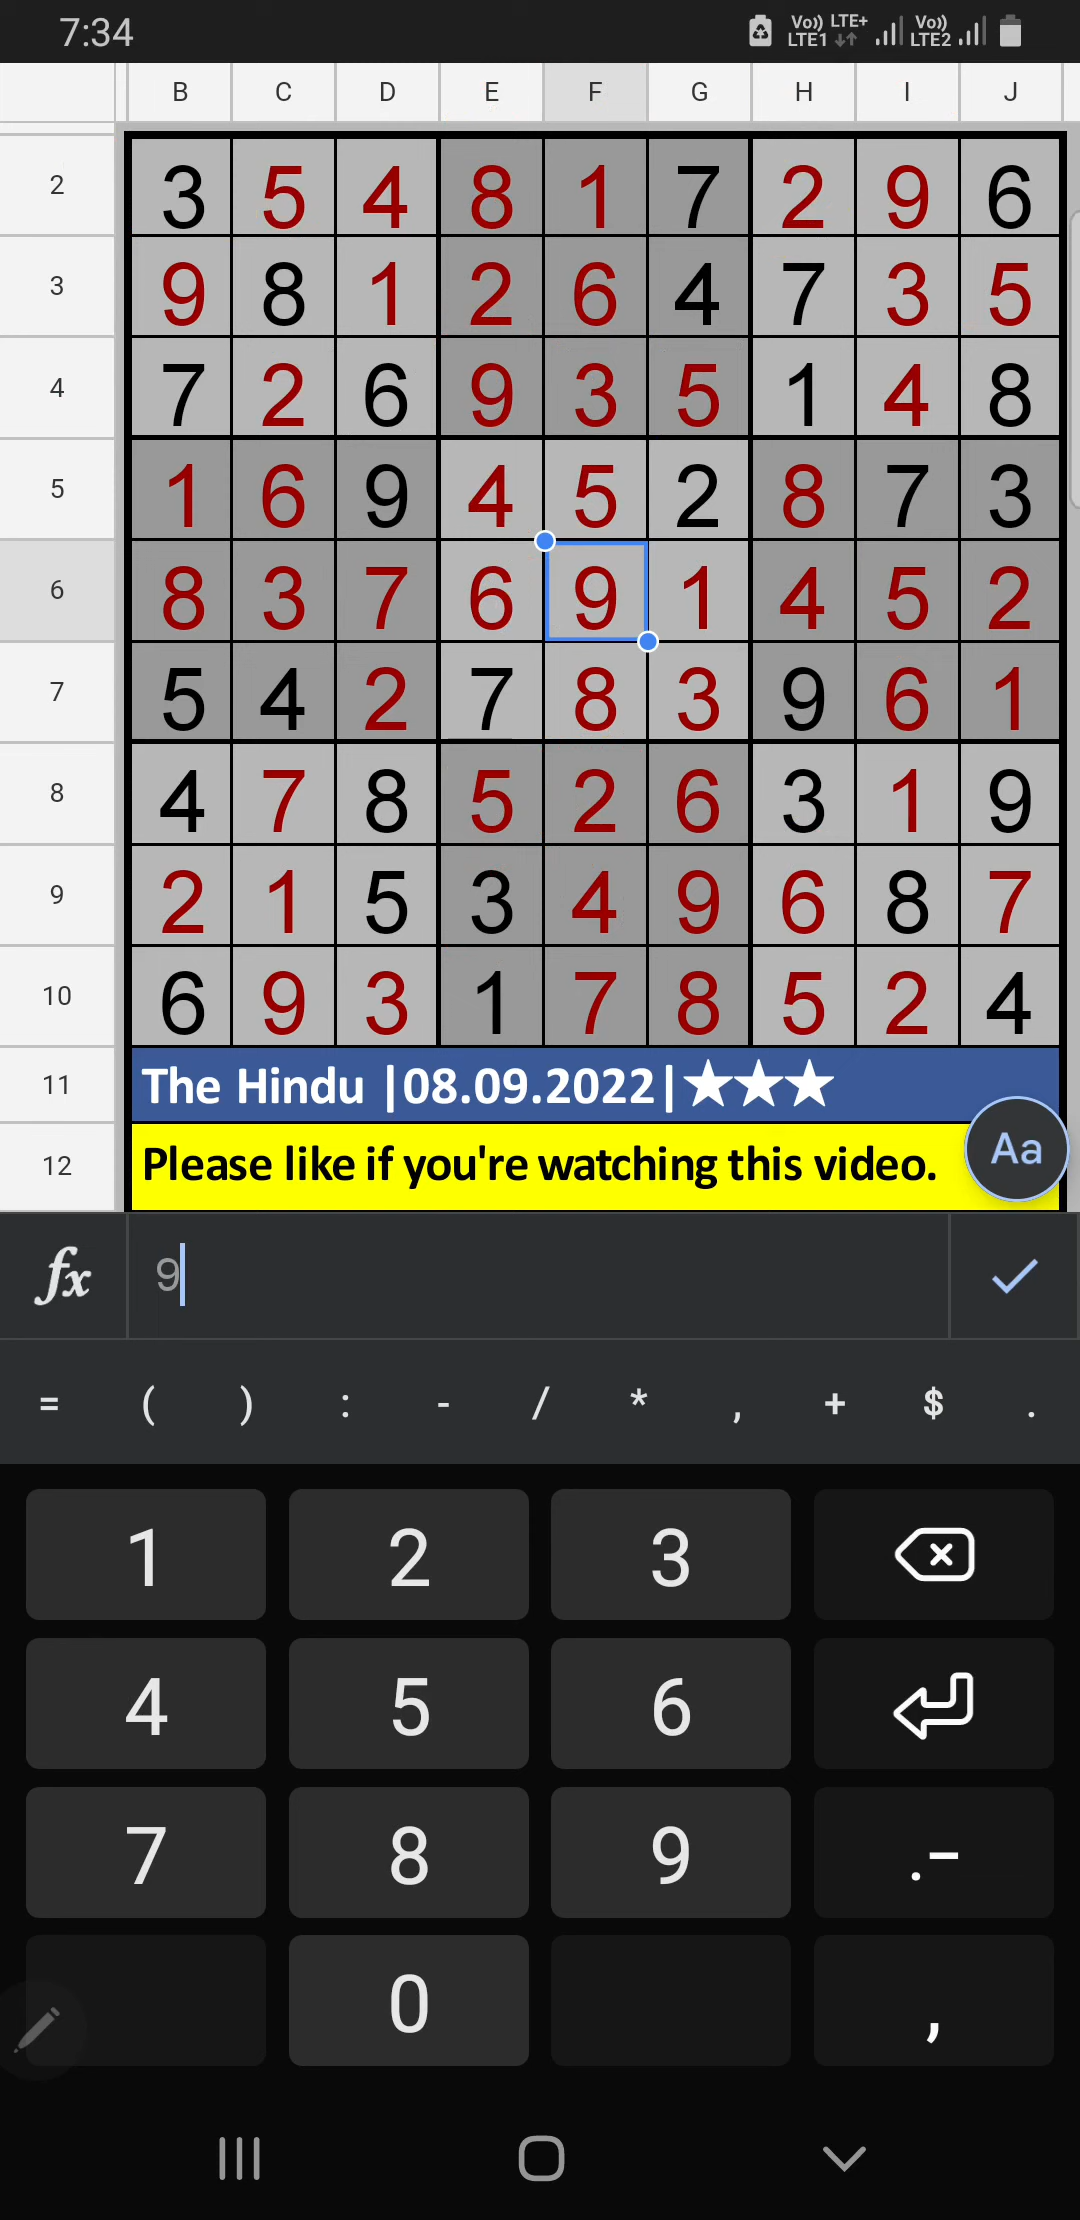 7:34 Vo)) LTE1 LTE+ Vo)) LTE2
B C D E F G H I J
2 3 5 4 8 1 7 2 9 6
3 9 8 1 2 6 4 7 3 5
4 7 2 6 9 3 5 1 4 8
5 1 6 9 4 5 2 8 7 3
6 8 3 7 6 9 1 4 5 2
7 5 4 2 7 8 3 9 6 1
8 4 7 8 5 2 6 3 1 9
9 2 1 5 3 4 9 6 8 7
10 6 9 3 1 7 8 5 2 4
11 The Hindu |08.09.2022|★★★
12 Please like if you're watching this video.
Aa
fx 9
= ( ) : - / * , + $ .
1 2 3
4 5 6
7 8 9 .-
0 ,